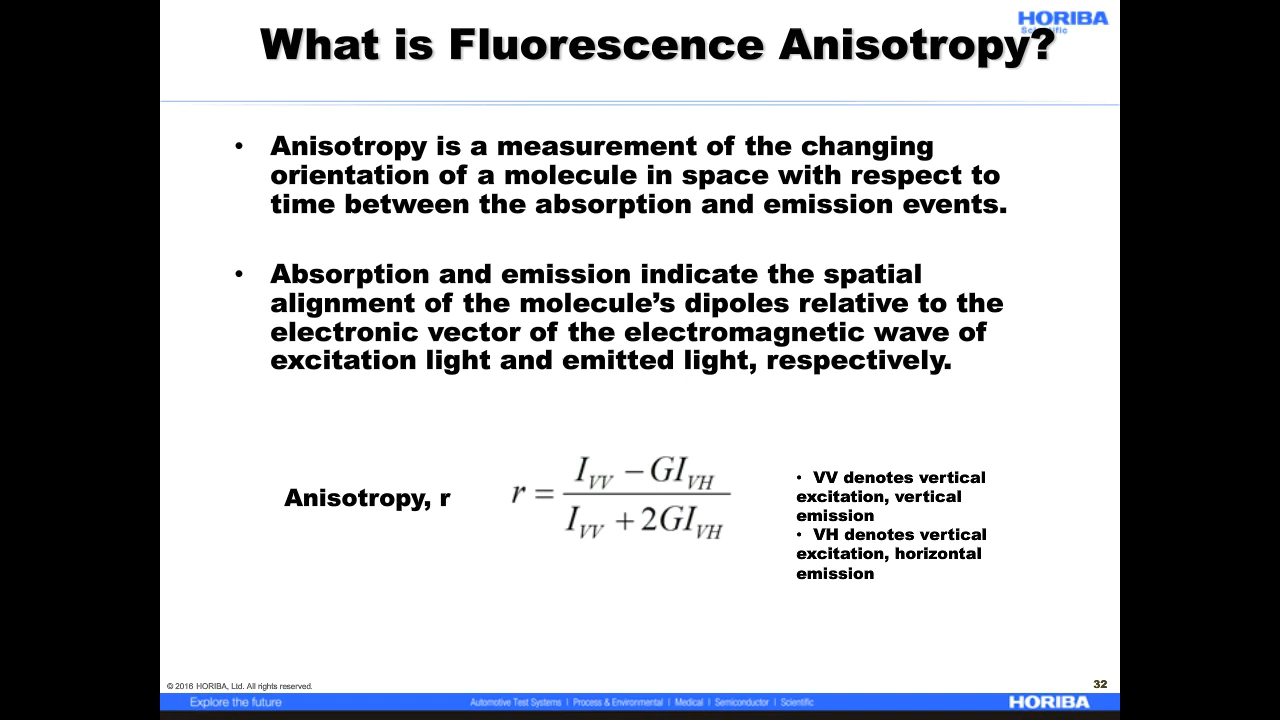 HORIBA
Scientific
What is Fluorescence Anisotropy?
• Anisotropy is a measurement of the changing
orientation of a molecule in space with respect to
time between the absorption and emission events.
• Absorption and emission indicate the spatial
alignment of the molecule’s dipoles relative to the
electronic vector of the electromagnetic wave of
excitation light and emitted light, respectively.
Anisotropy, r
r = (I_VV − GI_VH) / (I_VV + 2GI_VH)
• VV denotes vertical
excitation, vertical
emission
• VH denotes vertical
excitation, horizontal
emission
© 2016 HORIBA, Ltd. All rights reserved.
32
Explore the future
Automotive Test Systems | Process & Environmental | Medical | Semiconductor | Scientific
HORIBA